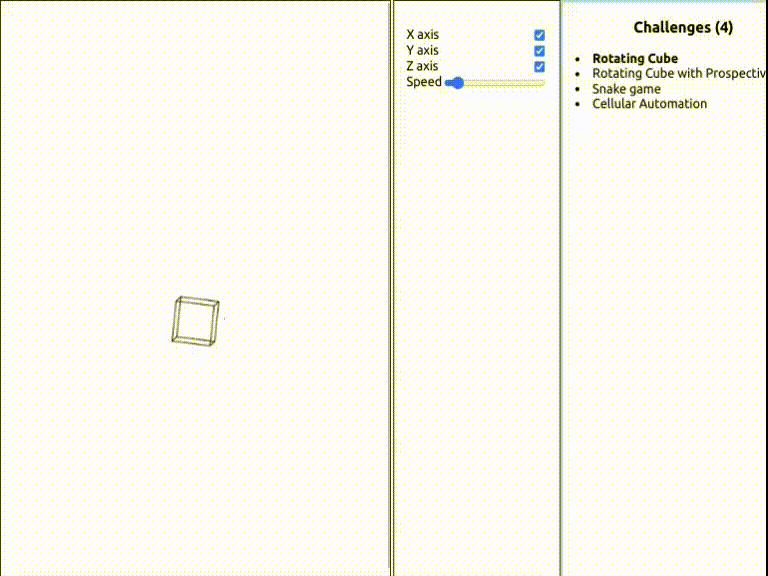 X axis
Y axis
Z axis
Speed
Challenges (4)
Rotating Cube
Rotating Cube with Prospectiv
Snake game
Cellular Automation